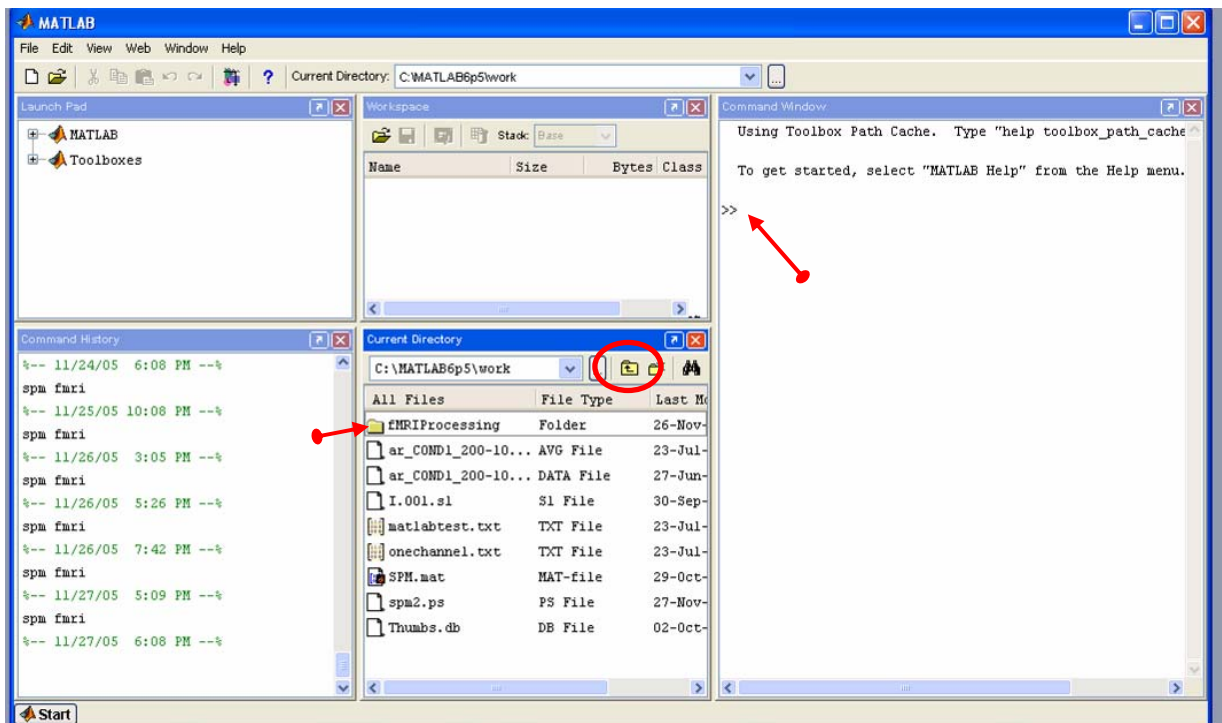 MATLAB
File Edit View Web Window Help
? Current Directory: C:\MATLAB6p5\work ...
Launch Pad
MATLAB
Toolboxes
Workspace
Stack: Base
Name Size Bytes Class
Command Window
Using Toolbox Path Cache. Type "help toolbox_path_cache
To get started, select "MATLAB Help" from the Help menu.
>>
Command History
%-- 11/24/05 6:08 PM --%
spm fmri
%-- 11/25/05 10:08 PM --%
spm fmri
%-- 11/26/05 3:05 PM --%
spm fmri
%-- 11/26/05 5:26 PM --%
spm fmri
%-- 11/26/05 7:42 PM --%
spm fmri
%-- 11/27/05 5:09 PM --%
spm fmri
%-- 11/27/05 6:08 PM --%
Current Directory
C:\MATLAB6p5\work
All Files File Type Last Mo
fMRIProcessing Folder 26-Nov-
ar_COND1_200-10... AVG File 23-Jul-
ar_COND1_200-10... DATA File 27-Jun-
I.001.sl Sl File 30-Sep-
matlabtest.txt TXT File 23-Jul-
onechannel.txt TXT File 23-Jul-
SPM.mat MAT-file 29-Oct-
spm2.ps PS File 27-Nov-
Thumbs.db DB File 02-Oct-
Start